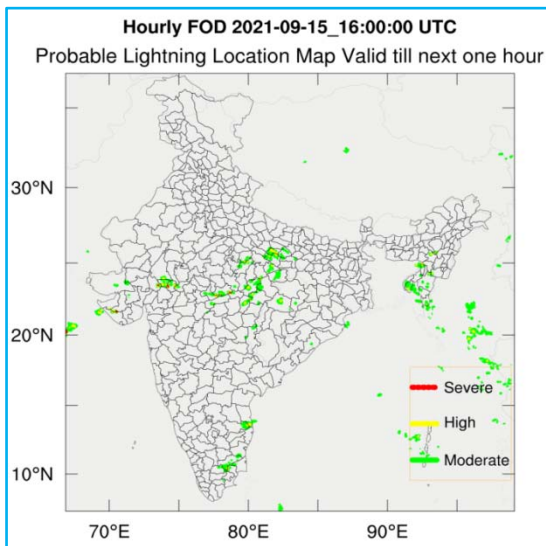 Hourly FOD 2021-09-15_16:00:00 UTC
Probable Lightning Location Map Valid till next one hour
30°N
20°N
Severe
High
Moderate
10°N
70°E 80°E 90°E